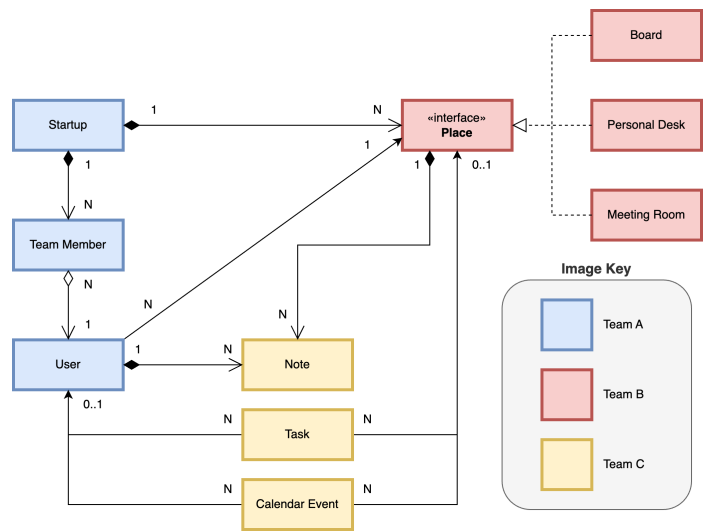 Board
1
N
Startup
«interface»
Place
Personal Desk
1
1
1
0..1
N
Team Member
Meeting Room
N
Image Key
N
N
1
Team A
1
N
User
Note
Team B
0..1
N
N
Task
Team C
N
N
Calendar Event